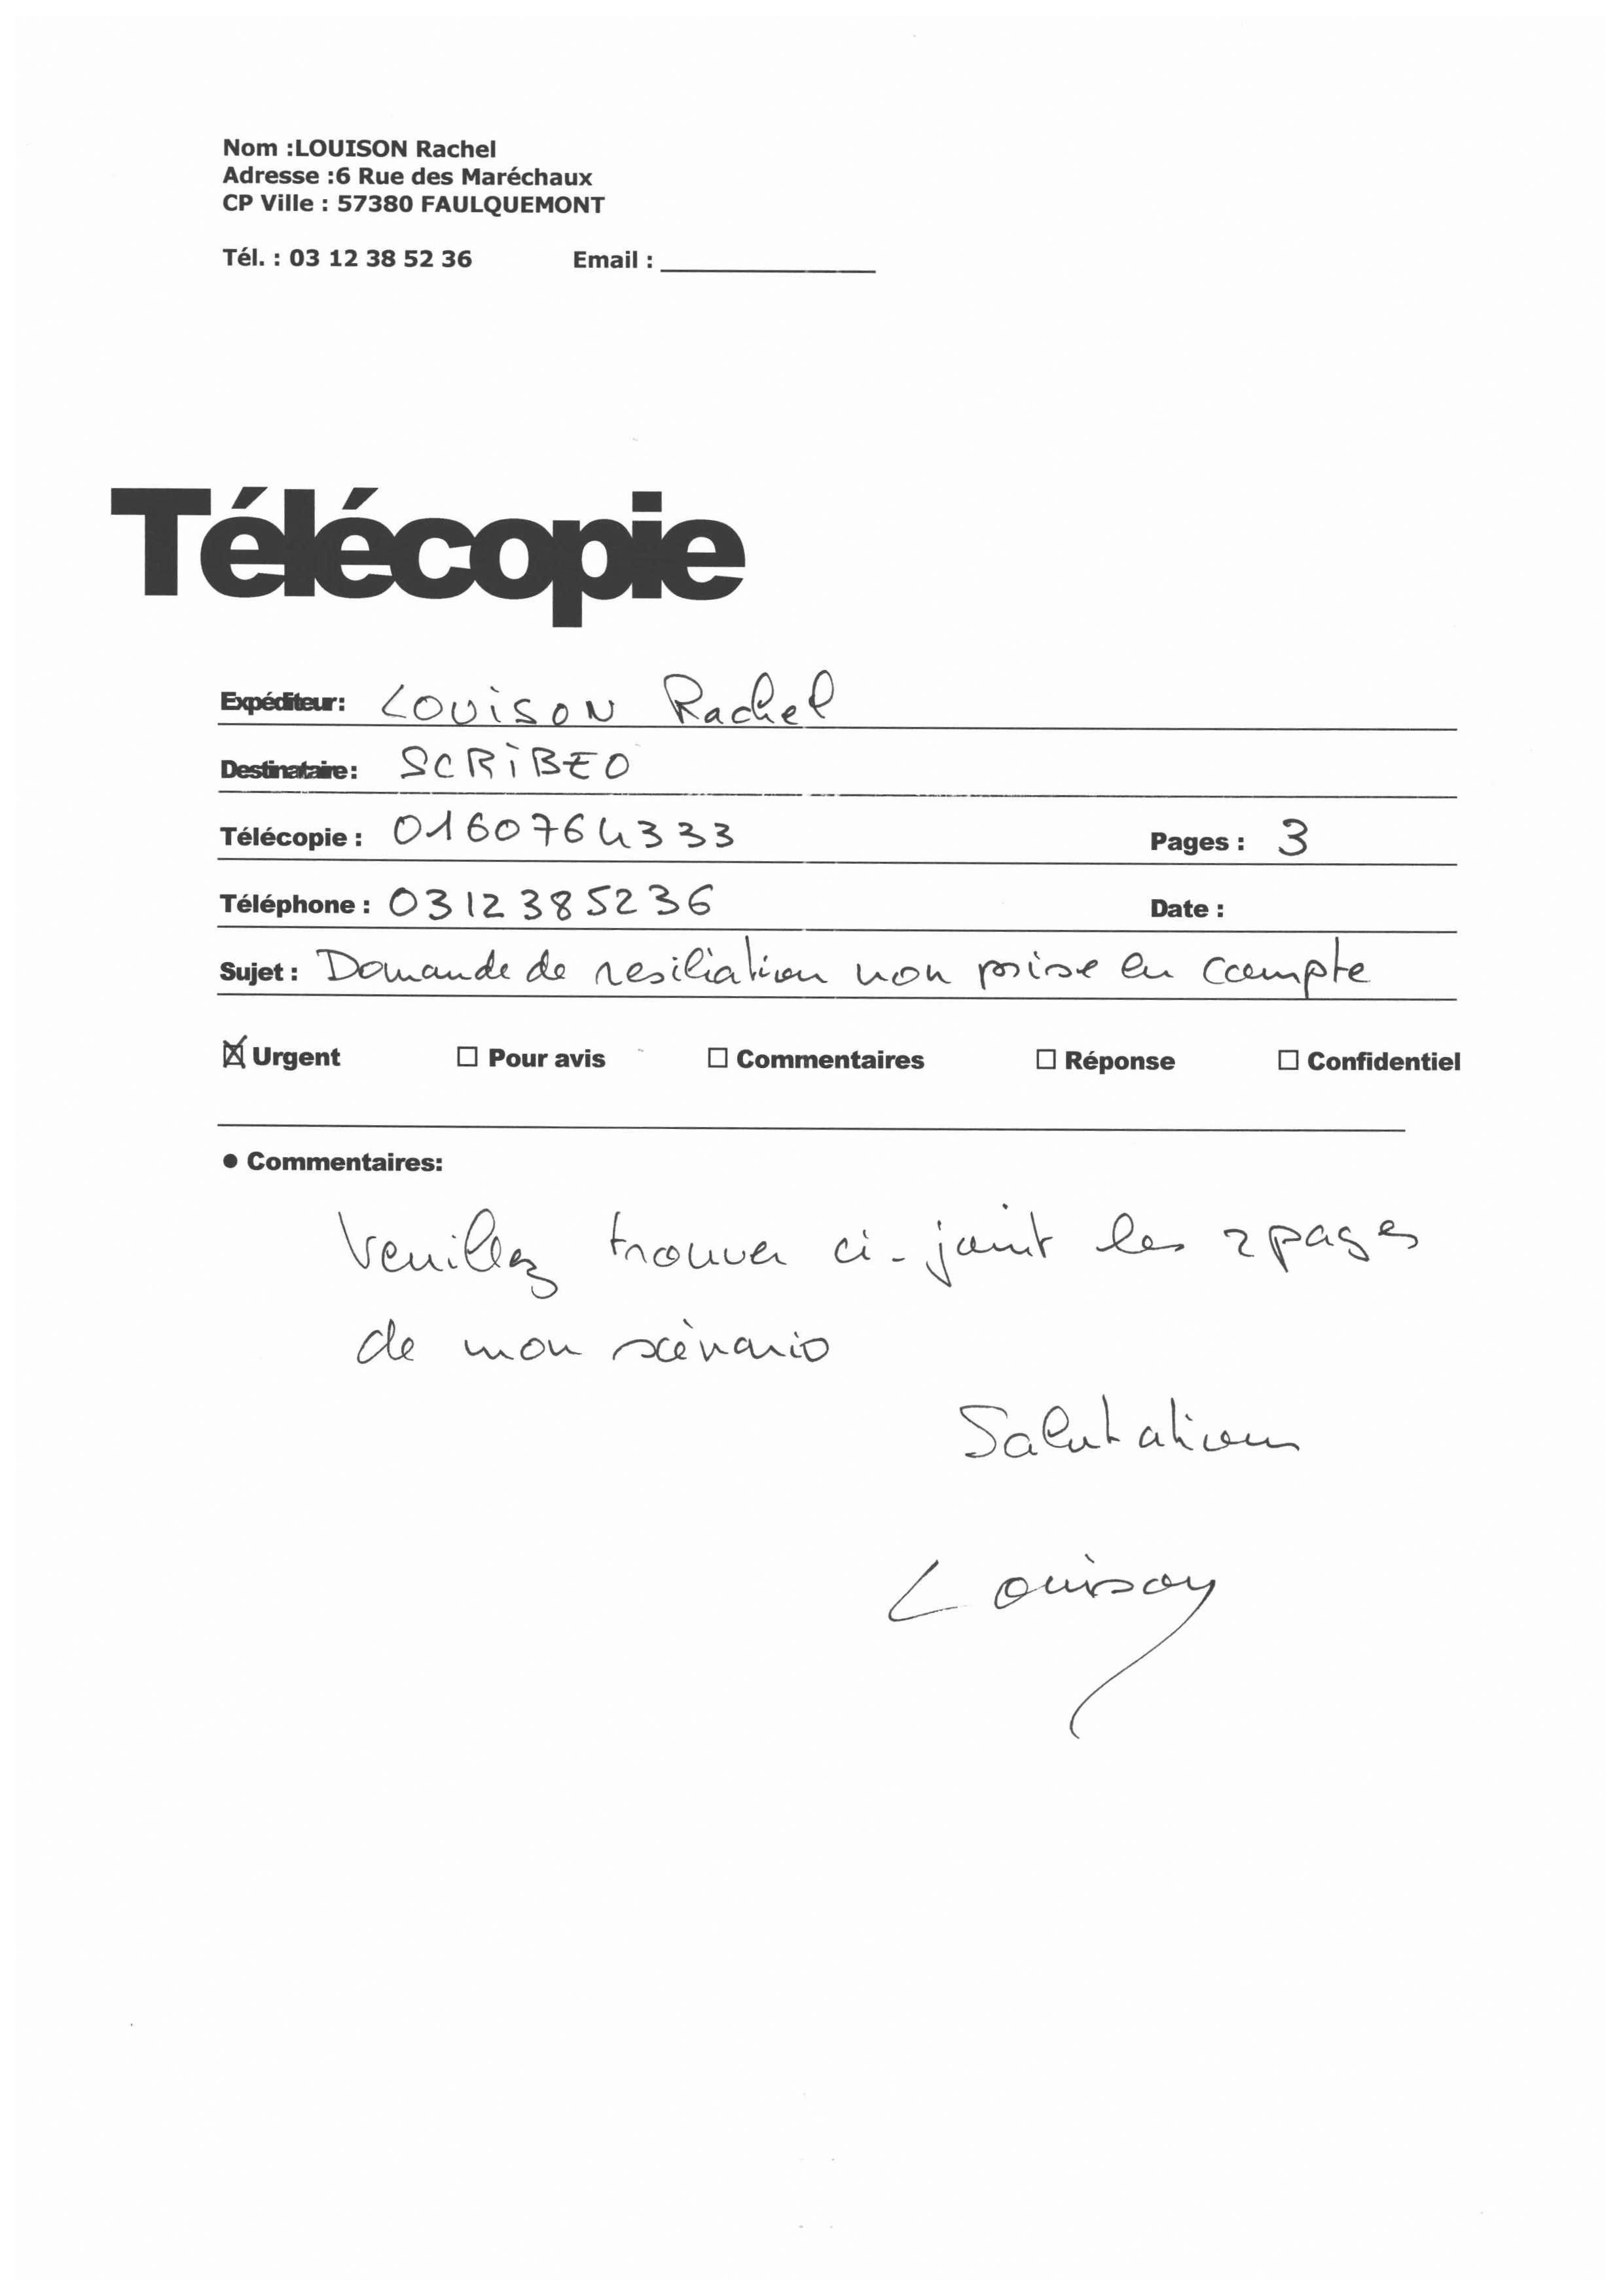 Nom :LOUISON Rachel
Adresse :6 Rue des Maréchaux
CP Ville : 57380 FAULQUEMONT
Tél. : 03 12 38 52 36 Email :
Télécopie
Expéditeur: LOUISON Rachel
Destinataire: SCRIBEO
Télécopie : 0160764333 Pages : 3
Téléphone : 0312385236 Date :
Sujet : Demande de resiliation non prise en compte
Urgent Pour avis Commentaires Réponse Confidentiel
• Commentaires:
Veuillez trouver ci-joint les 2 pages
de mon scénario
Salutations
Louison